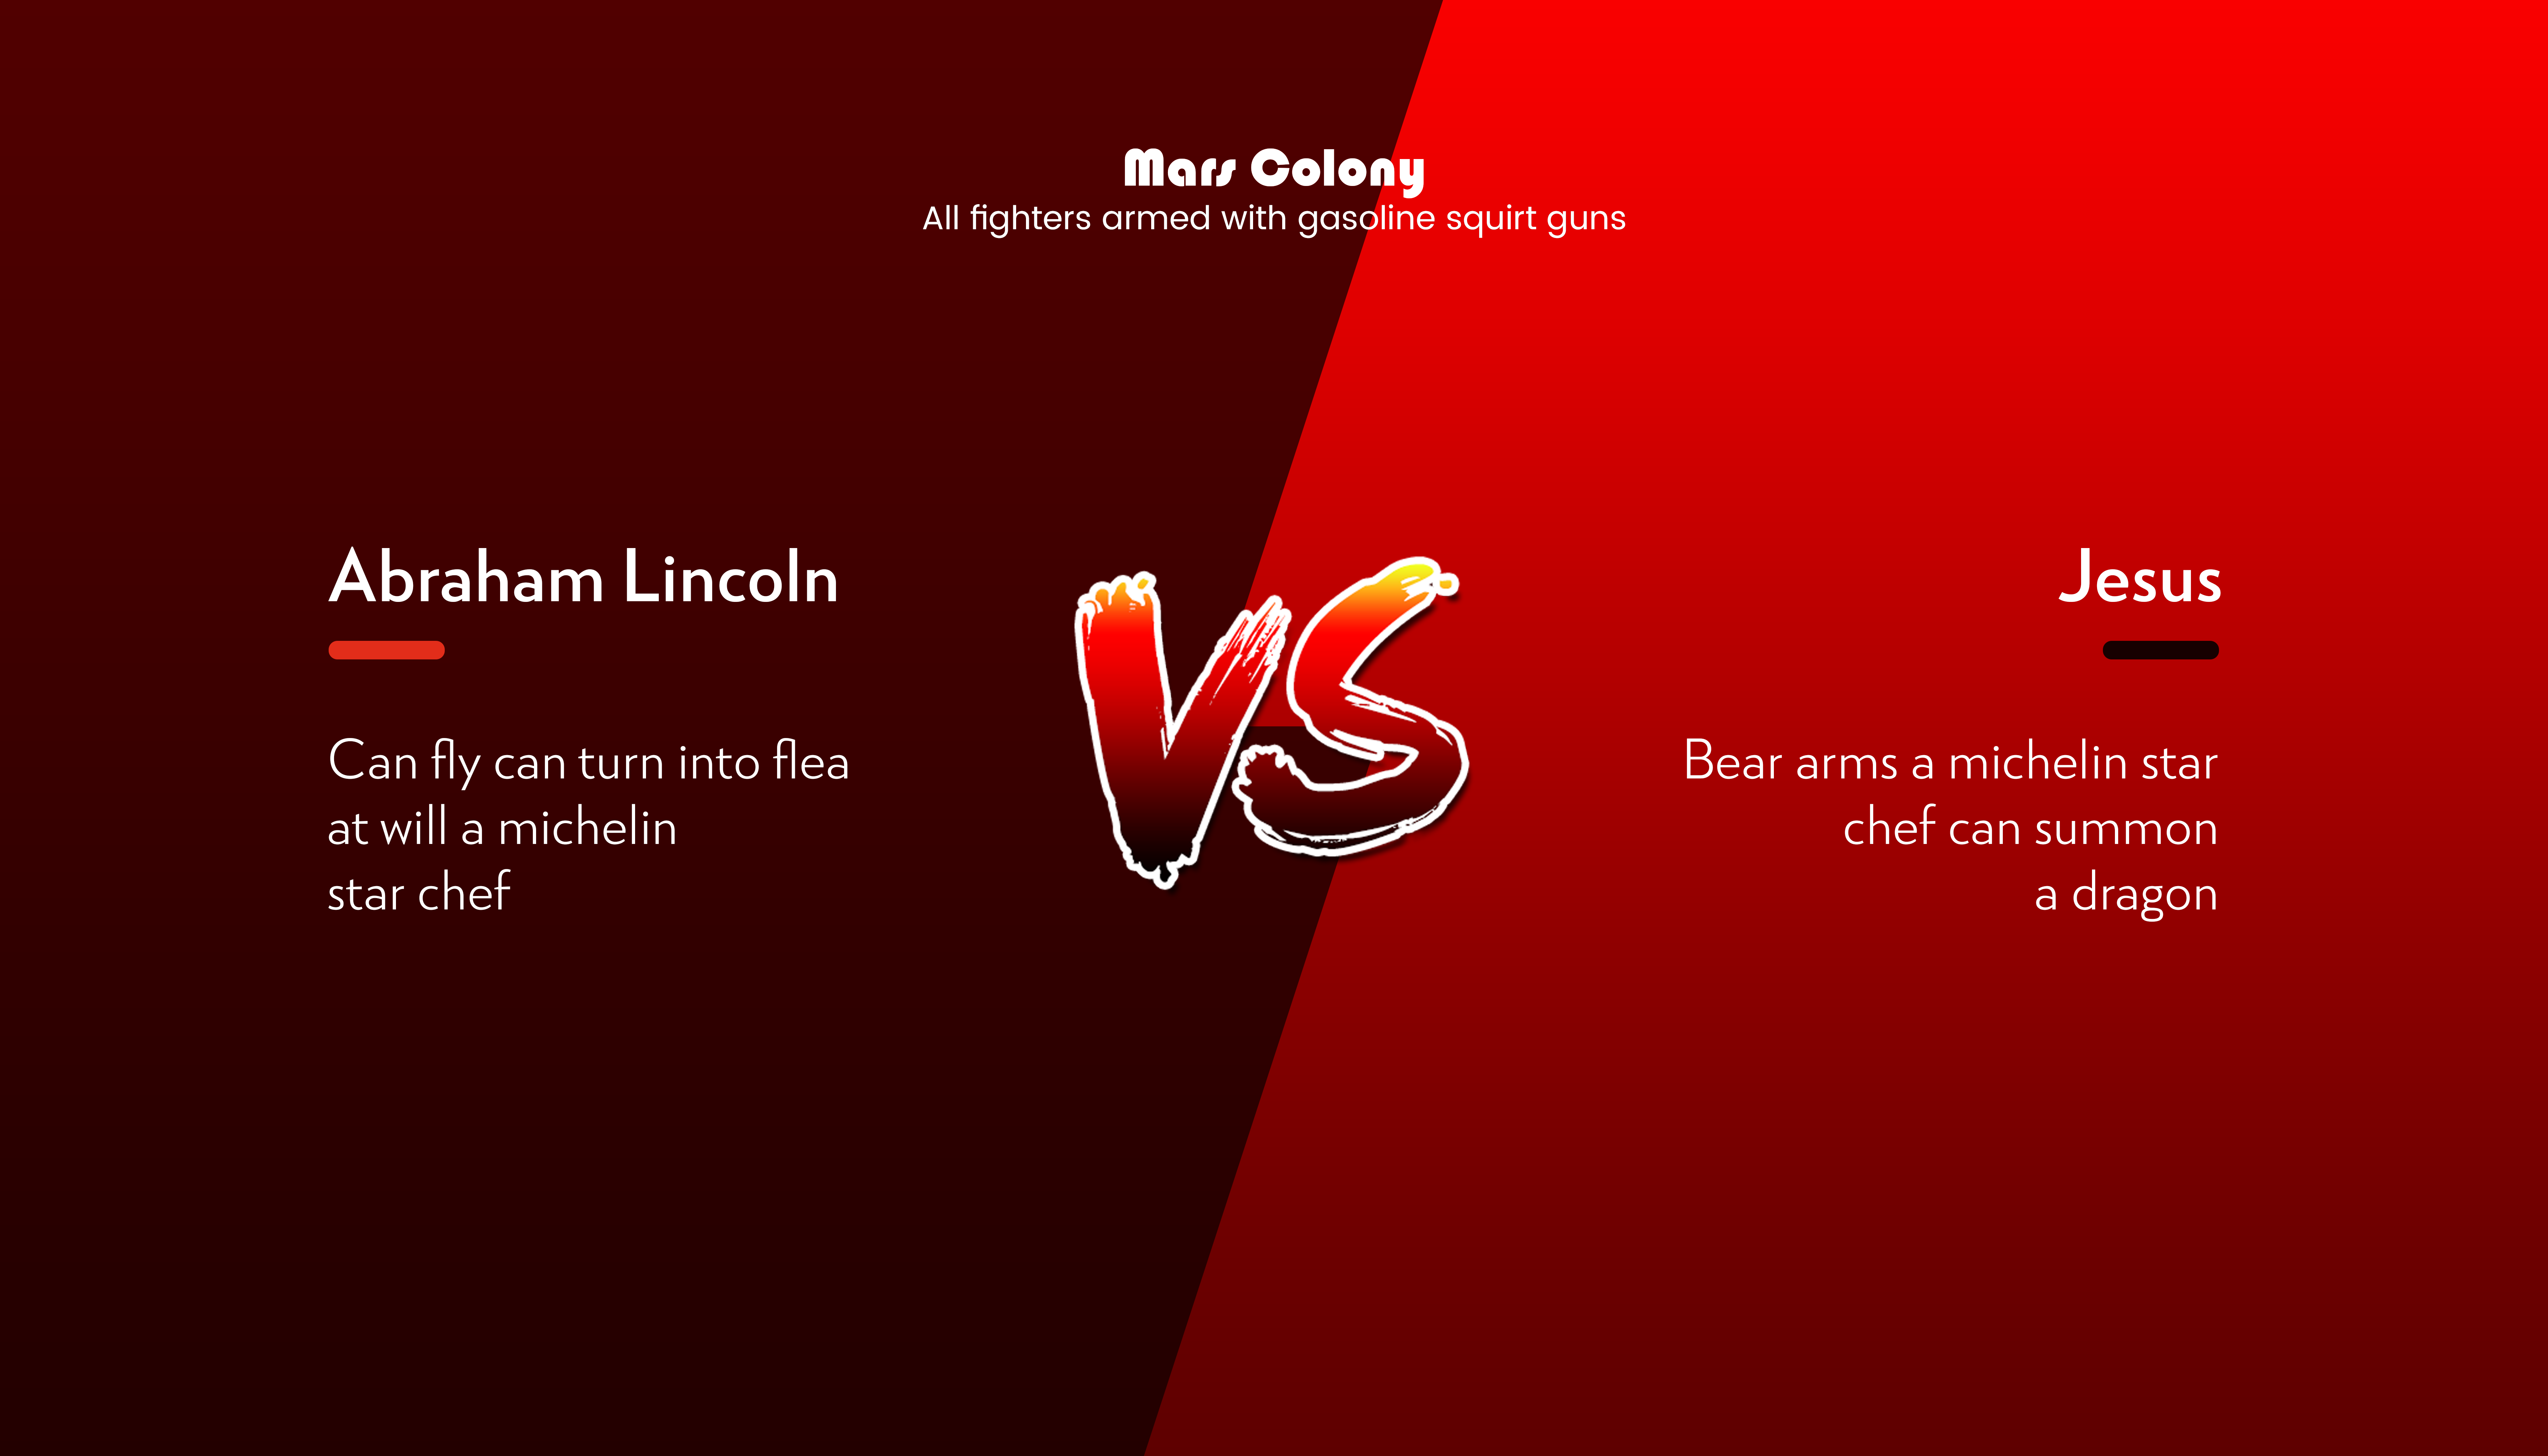 Mars Colony
All fighters armed with gasoline squirt guns
Abraham Lincoln
Can fly can turn into flea
at will a michelin
star chef
VS
Jesus
Bear arms a michelin star
chef can summon
a dragon